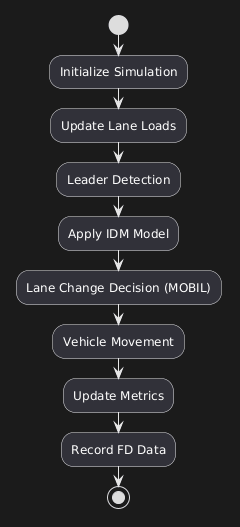 Initialize Simulation
Update Lane Loads
Leader Detection
Apply IDM Model
Lane Change Decision (MOBIL)
Vehicle Movement
Update Metrics
Record FD Data